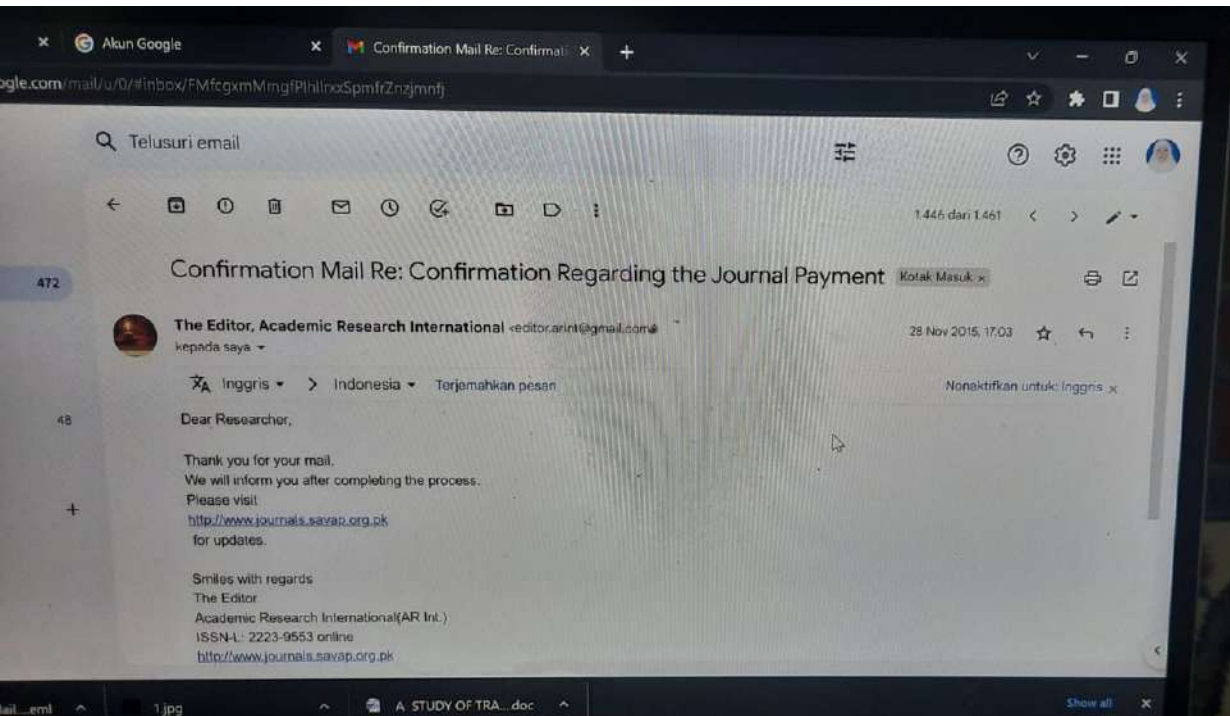 Akun Google
Confirmation Mail Re: Confirmati
ogle.com/mail/u/0/#inbox/
Telusuri email
1.446 dari 1.461
472
Confirmation Mail Re: Confirmation Regarding the Journal Payment Kotak Masuk ×
The Editor, Academic Research International <editor.arint@gmail.com>
28 Nov 2015, 17.03
kepada saya
Inggris > Indonesia Terjemahkan pesan
Nonaktifkan untuk: Inggris ×
48
Dear Researcher,
Thank you for your mail.
We will inform you after completing the process.
Please visit
http://www.journals.savap.org.pk
for updates.
Smiles with regards
The Editor
Academic Research International(AR Int.)
ISSN-L: 2223-9553 online
http://www.journals.savap.org.pk
ail....eml
1.jpg
A STUDY OF TRA....doc
Show all